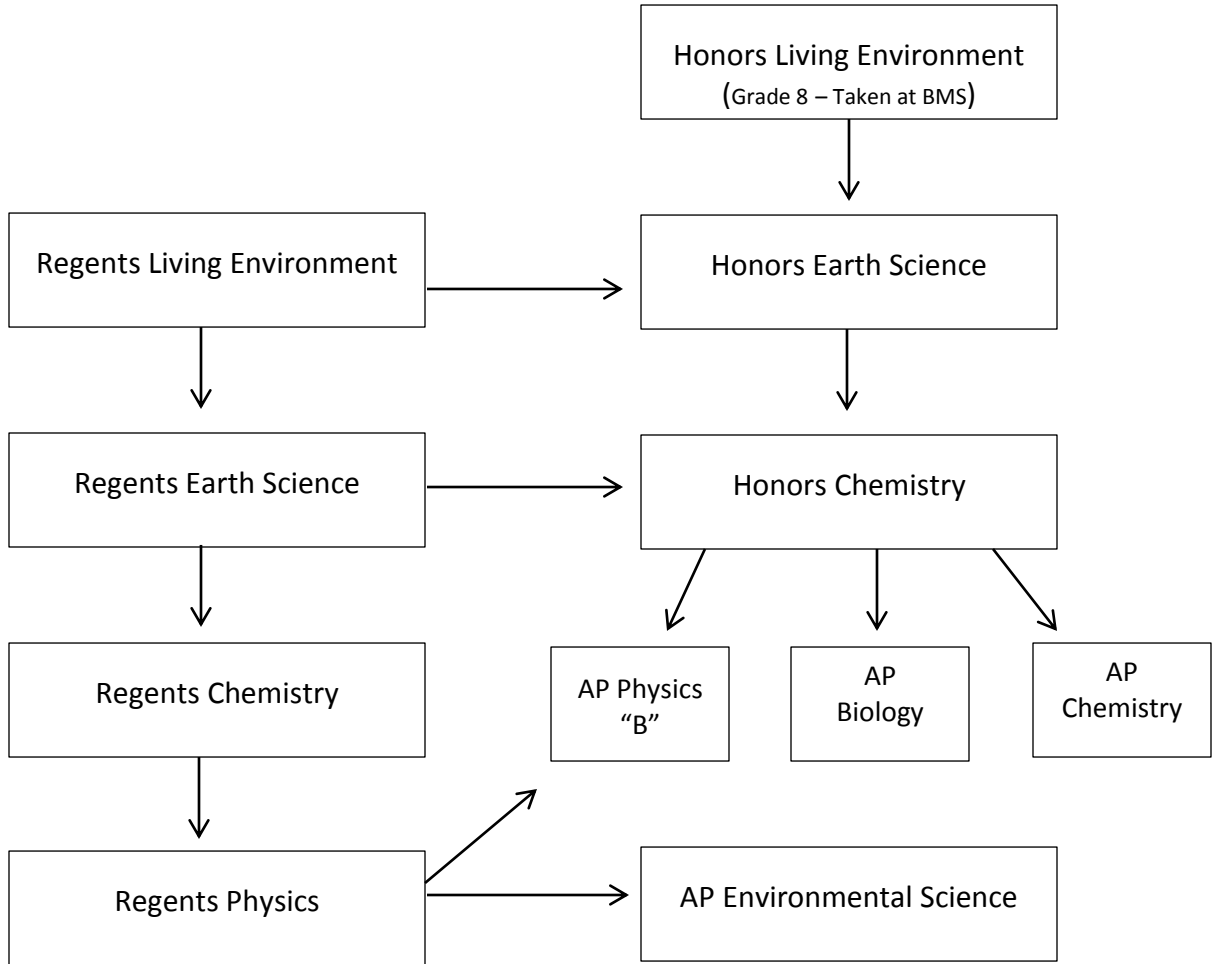 Honors Living Environment
(Grade 8 – Taken at BMS)
Regents Living Environment
Honors Earth Science
Regents Earth Science
Honors Chemistry
Regents Chemistry
AP Physics
“B”
AP
Biology
AP
Chemistry
Regents Physics
AP Environmental Science